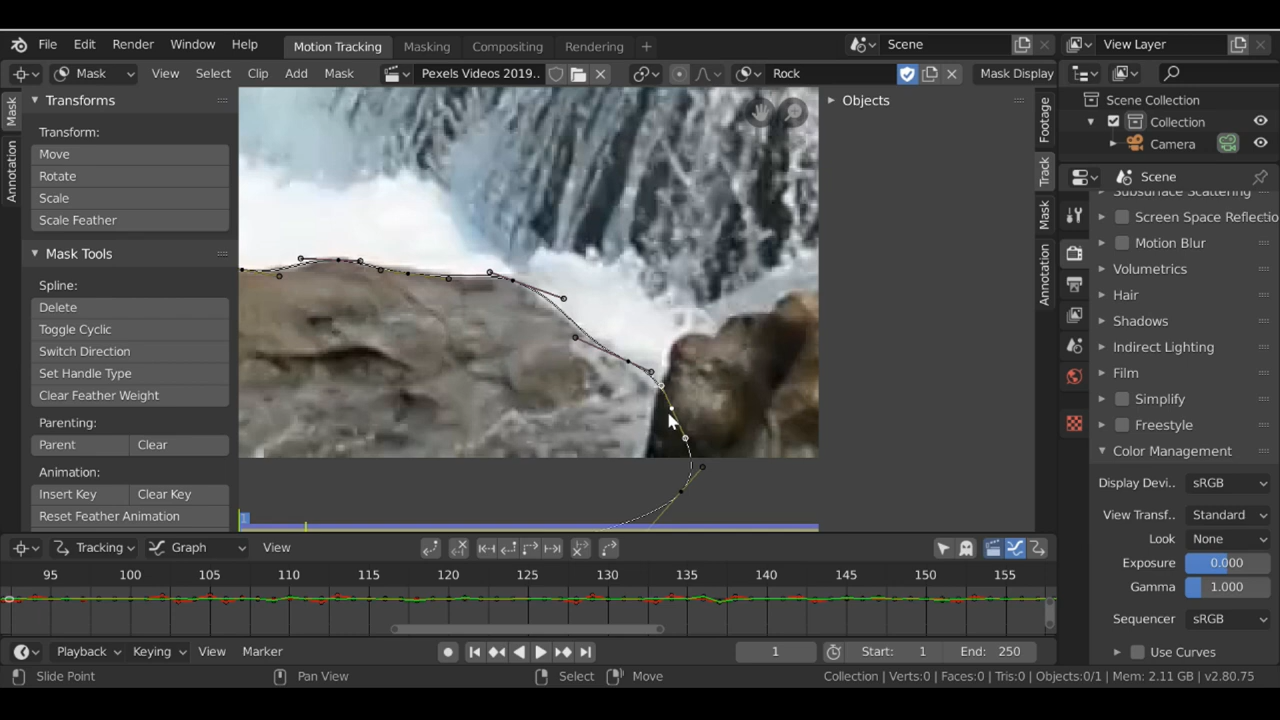 File Edit Render Window Help Motion Tracking Masking Compositing Rendering + Scene View Layer
Mask View Select Clip Add Mask Pexels Videos 2019.. Rock Mask Display
Mask
Annotation
Transforms
Transform:
Move
Rotate
Scale
Scale Feather
Mask Tools
Spline:
Delete
Toggle Cyclic
Switch Direction
Set Handle Type
Clear Feather Weight
Parenting:
Parent Clear
Animation:
Insert Key Clear Key
Reset Feather Animation
1
Objects
Footage
Track
Mask
Annotation
Scene Collection
Collection
Camera
Scene
Subsurface Scattering
Screen Space Reflectio
Motion Blur
Volumetrics
Hair
Shadows
Indirect Lighting
Film
Simplify
Freestyle
Color Management
Display Devi.. sRGB
View Transf.. Standard
Look None
Exposure 0.000
Gamma 1.000
Sequencer sRGB
Use Curves
Tracking Graph View
95 100 105 110 115 120 125 130 135 140 145 150 155
Playback Keying View Marker 1 Start: 1 End: 250
Slide Point Pan View Select Move Collection | Verts:0 | Faces:0 | Tris:0 | Objects:0/1 | Mem: 2.11 GB | v2.80.75